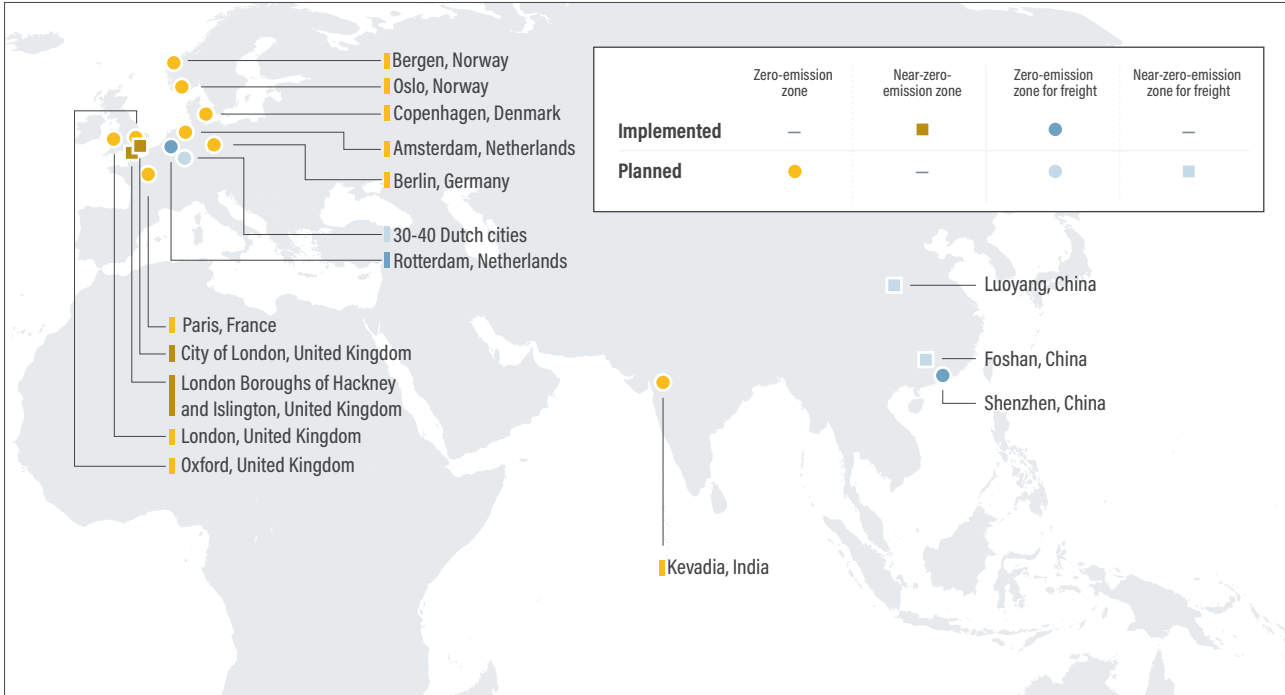 Bergen, Norway
Oslo, Norway
Copenhagen, Denmark
Amsterdam, Netherlands
Berlin, Germany
30-40 Dutch cities
Rotterdam, Netherlands
Paris, France
City of London, United Kingdom
London Boroughs of Hackney
and Islington, United Kingdom
London, United Kingdom
Oxford, United Kingdom
Zero-emission
zone
Near-zero-
emission zone
Zero-emission
zone for freight
Near-zero-emission
zone for freight
Implemented – –
Planned –
Luoyang, China
Foshan, China
Shenzhen, China
Kevadia, India